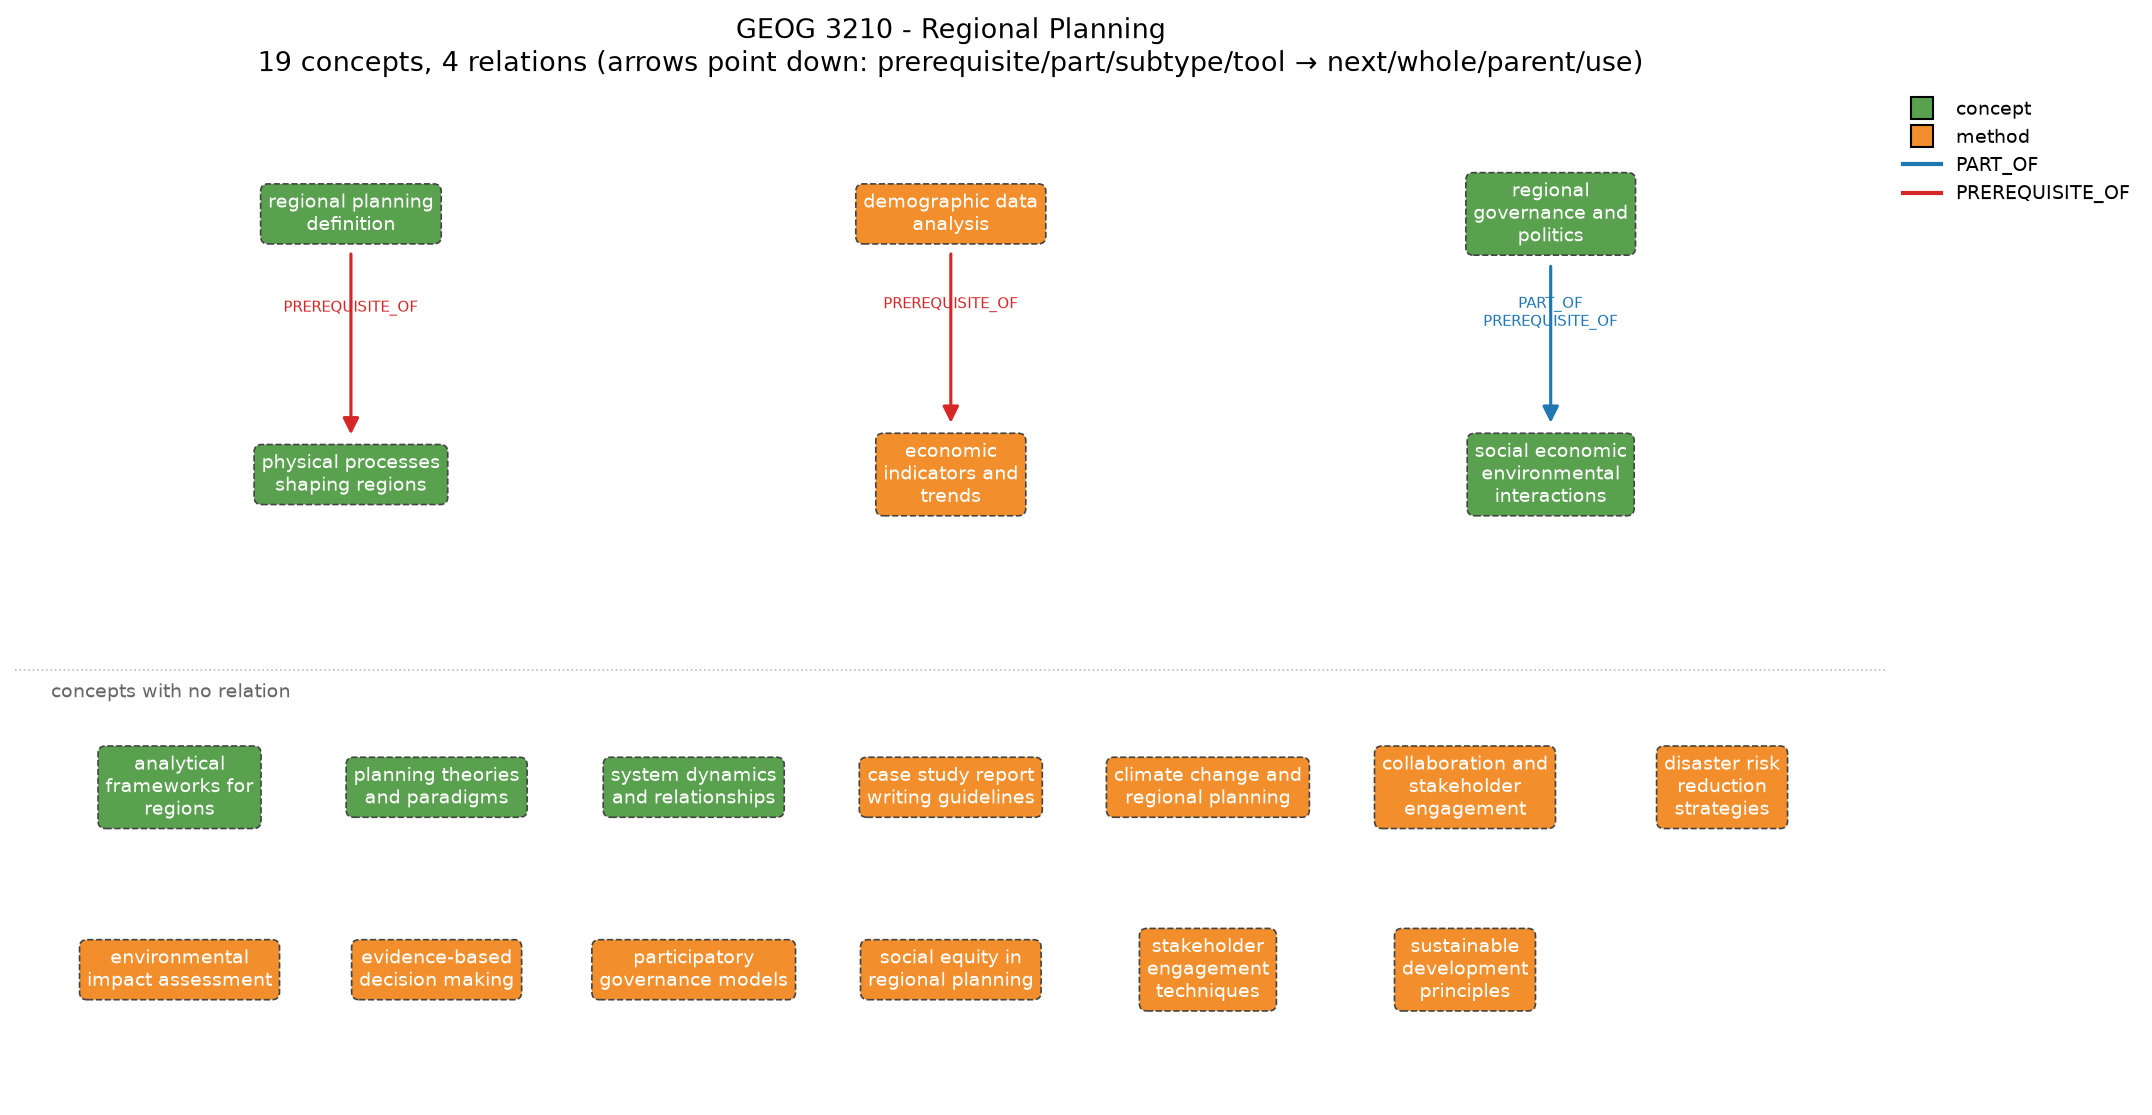 GEOG 3210 - Regional Planning
19 concepts, 4 relations (arrows point down: prerequisite/part/subtype/tool → next/whole/parent/use)
concept
method
PART_OF
PREREQUISITE_OF
regional planning
definition
demographic data
analysis
regional
governance and
politics
PREREQUISITE_OF
PREREQUISITE_OF
PART_OF
PREREQUISITE_OF
physical processes
shaping regions
economic
indicators and
trends
social economic
environmental
interactions
concepts with no relation
analytical
frameworks for
regions
planning theories
and paradigms
system dynamics
and relationships
case study report
writing guidelines
climate change and
regional planning
collaboration and
stakeholder
engagement
disaster risk
reduction
strategies
environmental
impact assessment
evidence-based
decision making
participatory
governance models
social equity in
regional planning
stakeholder
engagement
techniques
sustainable
development
principles